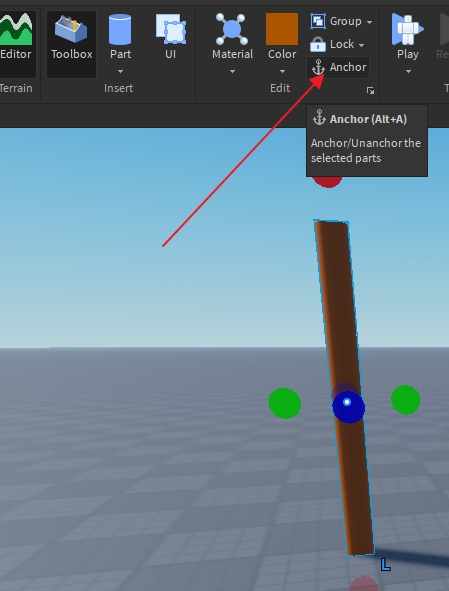 Group
Lock
Editor
Toolbox
Part
UI
Material
Color
Anchor
Play
Terrain
Insert
Edit
Anchor (Alt+A)
Anchor/Unanchor the
selected parts
L